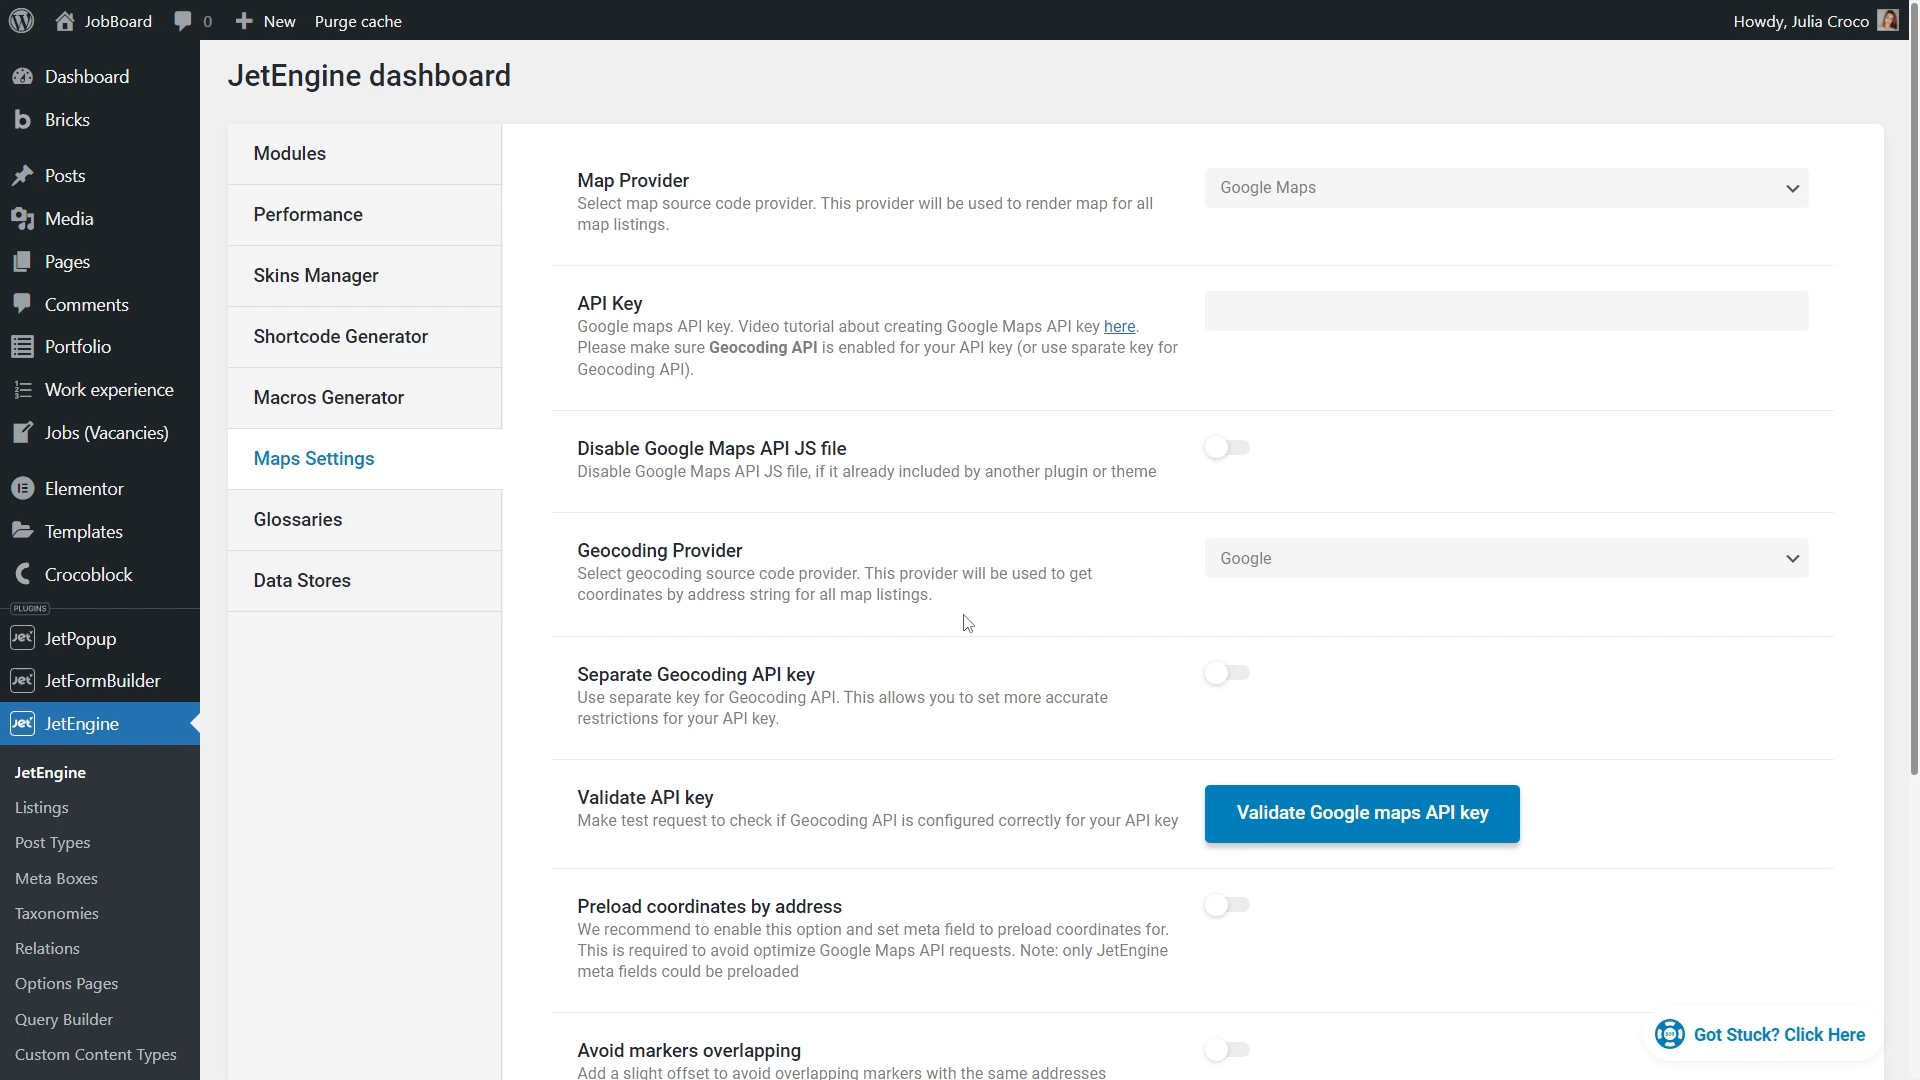 JobBoard
0
New
Purge cache
Howdy, Julia Croco
Dashboard
Bricks
Posts
Media
Pages
Comments
Portfolio
Work experience
Jobs (Vacancies)
Elementor
Templates
Crocoblock
PLUGINS
Jet JetPopup
Jet JetFormBuilder
Jet JetEngine
JetEngine
Listings
Post Types
Meta Boxes
Taxonomies
Relations
Options Pages
Query Builder
Custom Content Types
JetEngine dashboard
Modules
Performance
Skins Manager
Shortcode Generator
Macros Generator
Maps Settings
Glossaries
Data Stores
Map Provider
Select map source code provider. This provider will be used to render map for all
map listings.
Google Maps
API Key
Google maps API key. Video tutorial about creating Google Maps API key here.
Please make sure Geocoding API is enabled for your API key (or use sparate key for
Geocoding API).
Disable Google Maps API JS file
Disable Google Maps API JS file, if it already included by another plugin or theme
Geocoding Provider
Select geocoding source code provider. This provider will be used to get
coordinates by address string for all map listings.
Google
Separate Geocoding API key
Use separate key for Geocoding API. This allows you to set more accurate
restrictions for your API key.
Validate API key
Make test request to check if Geocoding API is configured correctly for your API key
Validate Google maps API key
Preload coordinates by address
We recommend to enable this option and set meta field to preload coordinates for.
This is required to avoid optimize Google Maps API requests. Note: only JetEngine
meta fields could be preloaded
Avoid markers overlapping
Add a slight offset to avoid overlapping markers with the same addresses
Got Stuck? Click Here